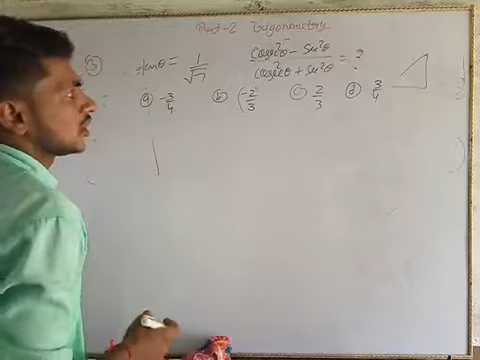 Part-2 Trigonometry
(3) tanθ = 1/√7 (cosec²θ - sec²θ)/(cosec²θ + sec²θ) = ?
(a) -3/4 (b) (-2/3 (c) 2/3 (d) 3/4